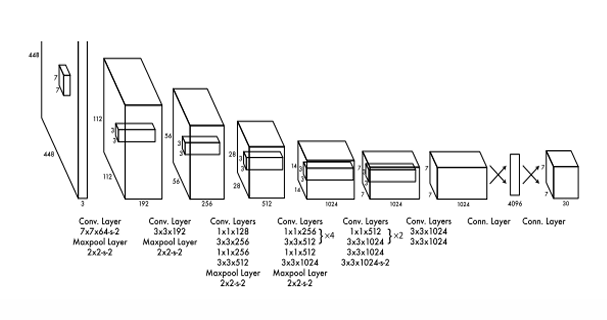 448
448
3
7
7
112
112
192
3
3
56
56
256
3
3
28
28
512
3
3
14
14
1024
3
3
7
7
1024
3
3
7
7
1024
4096
7
7
30
Conv. Layer
7x7x64-s-2
Maxpool Layer
2x2-s-2
Conv. Layer
3x3x192
Maxpool Layer
2x2-s-2
Conv. Layers
1x1x128
3x3x256
1x1x256
3x3x512
Maxpool Layer
2x2-s-2
Conv. Layers
1x1x256
3x3x512 }×4
1x1x512
3x3x1024
Maxpool Layer
2x2-s-2
Conv. Layers
1x1x512
3x3x1024 }×2
3x3x1024
3x3x1024-s-2
Conv. Layers
3x3x1024
3x3x1024
Conn. Layer
Conn. Layer